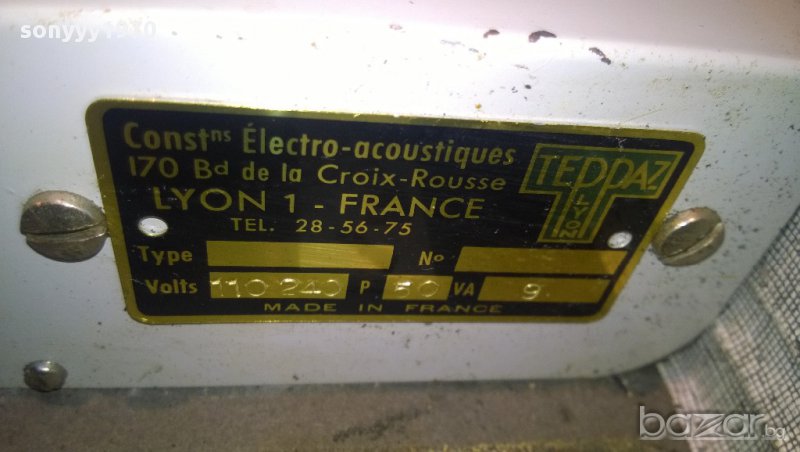 sonyyy1930
Constns Électro-acoustiques
170 Bd de la Croix-Rousse
LYON 1 - FRANCE
TEL. 28-56-75
TEPPAZ
LYON
Type No
Volts 110 240 P 50 VA 9
MADE IN FRANCE
bazar.bg